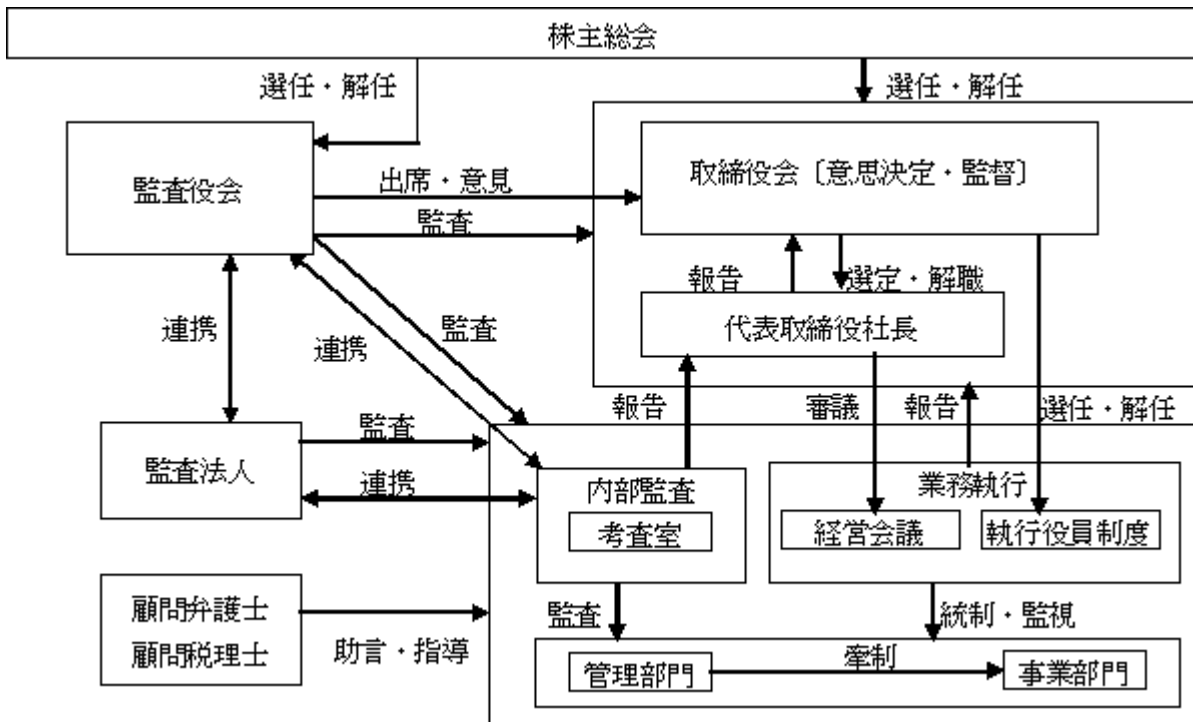 株主総会
選任・解任
選任・解任
監査役会
出席・意見
取締役会〔意思決定・監督〕
監査
報告
選定・解職
代表取締役社長
連携
連携
監査
報告
審議
報告
選任・解任
監査法人
監査
連携
内部監査
考査室
業務執行
経営会議
執行役員制度
顧問弁護士
顧問税理士
助言・指導
監査
統制・監視
管理部門
牽制
事業部門